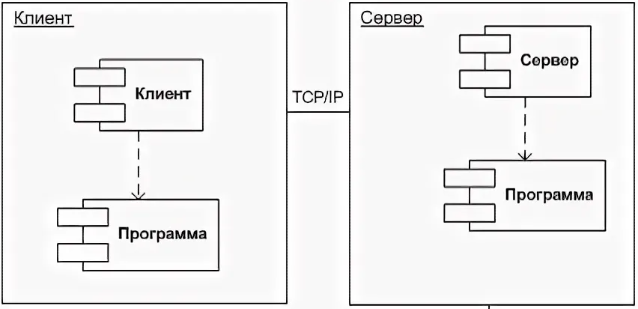 Клиент
Клиент
Программа
TCP/IP
Сервер
Сервер
Программа